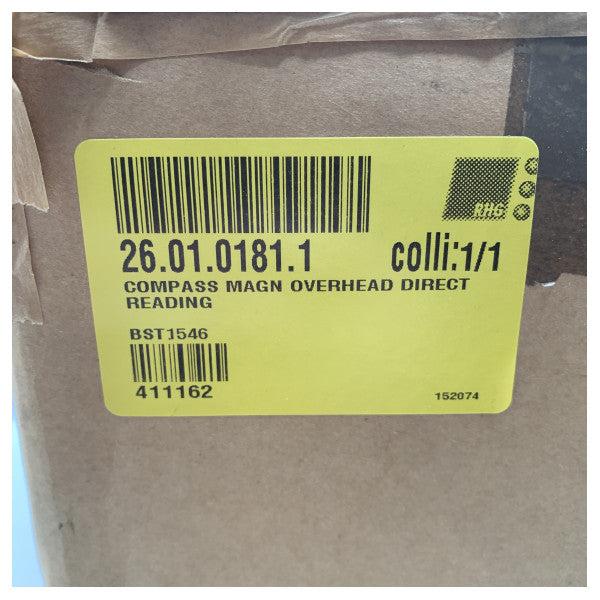 RHG
26.01.0181.1 colli:1/1
COMPASS MAGN OVERHEAD DIRECT
READING
BST1546
411162
152074